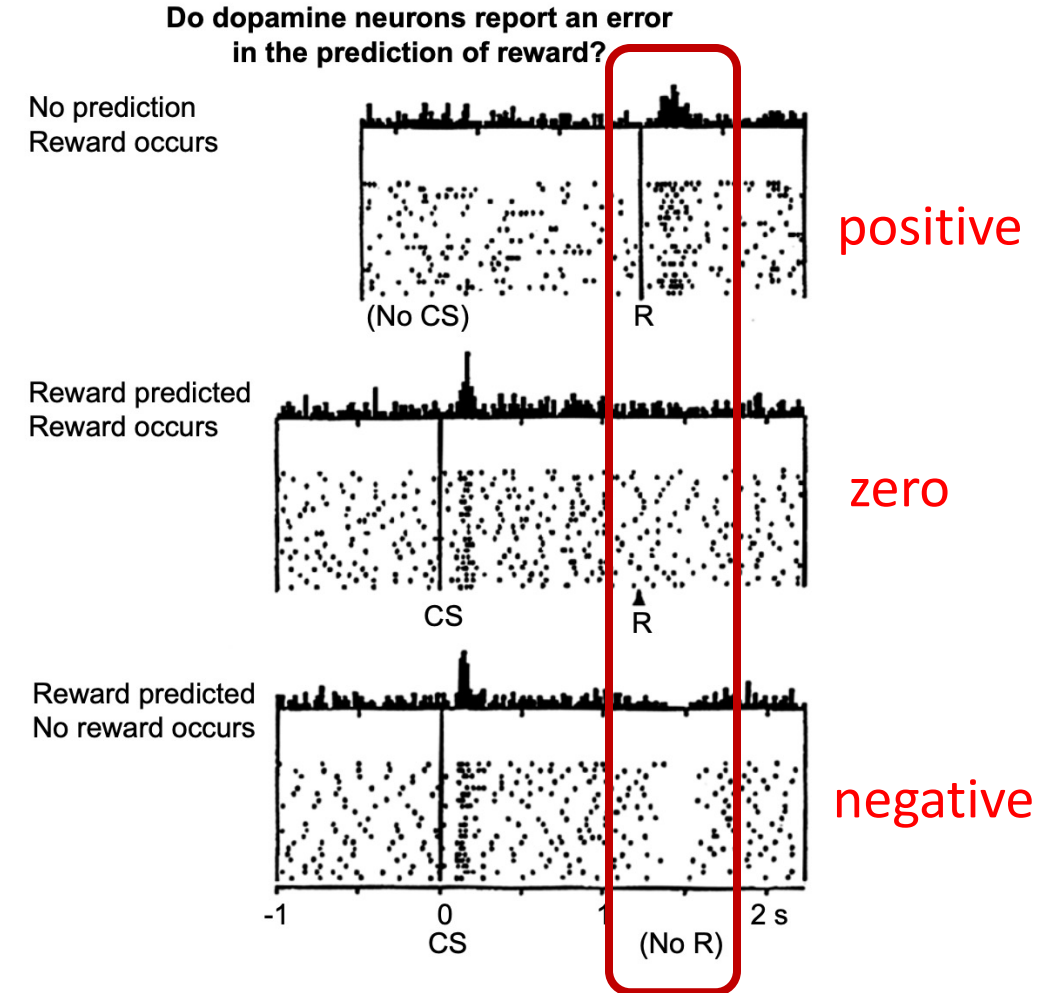 Do dopamine neurons report an error
in the prediction of reward?
No prediction
Reward occurs
positive
(No CS)
R
Reward predicted
Reward occurs
zero
CS
R
Reward predicted
No reward occurs
negative
-1
0
1
2 s
CS
(No R)